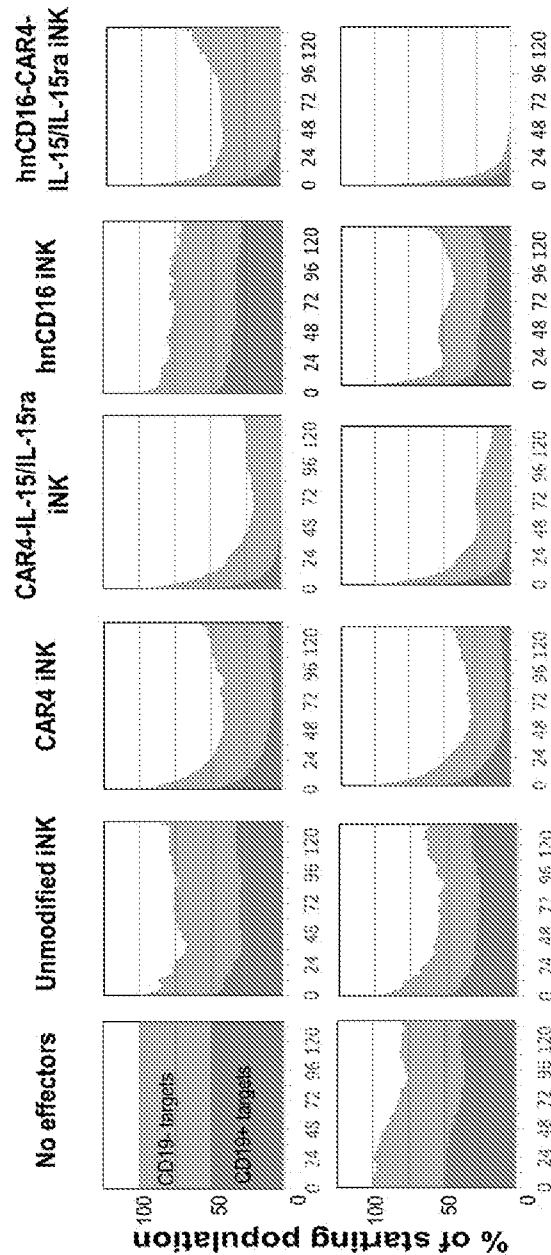 No effectors
Unmodified iNK
CAR4 iNK
CAR4-IL-15/IL-15ra
iNK
hnCD16 iNK
hnCD16-CAR4-
IL-15/IL-15ra iNK
% of starting population
100
50
0
CD19- targets
CD19+ targets
0 24 48 72 96 120
0 24 48 72 96 120
0 24 48 72 96 120
0 24 48 72 96 120
0 24 48 72 96 120
0 24 48 72 96 120
100
50
0
0 24 48 72 96 120
0 24 48 72 96 120
0 24 48 72 96 120
0 24 48 72 96 120
0 24 48 72 96 120
0 24 48 72 96 120